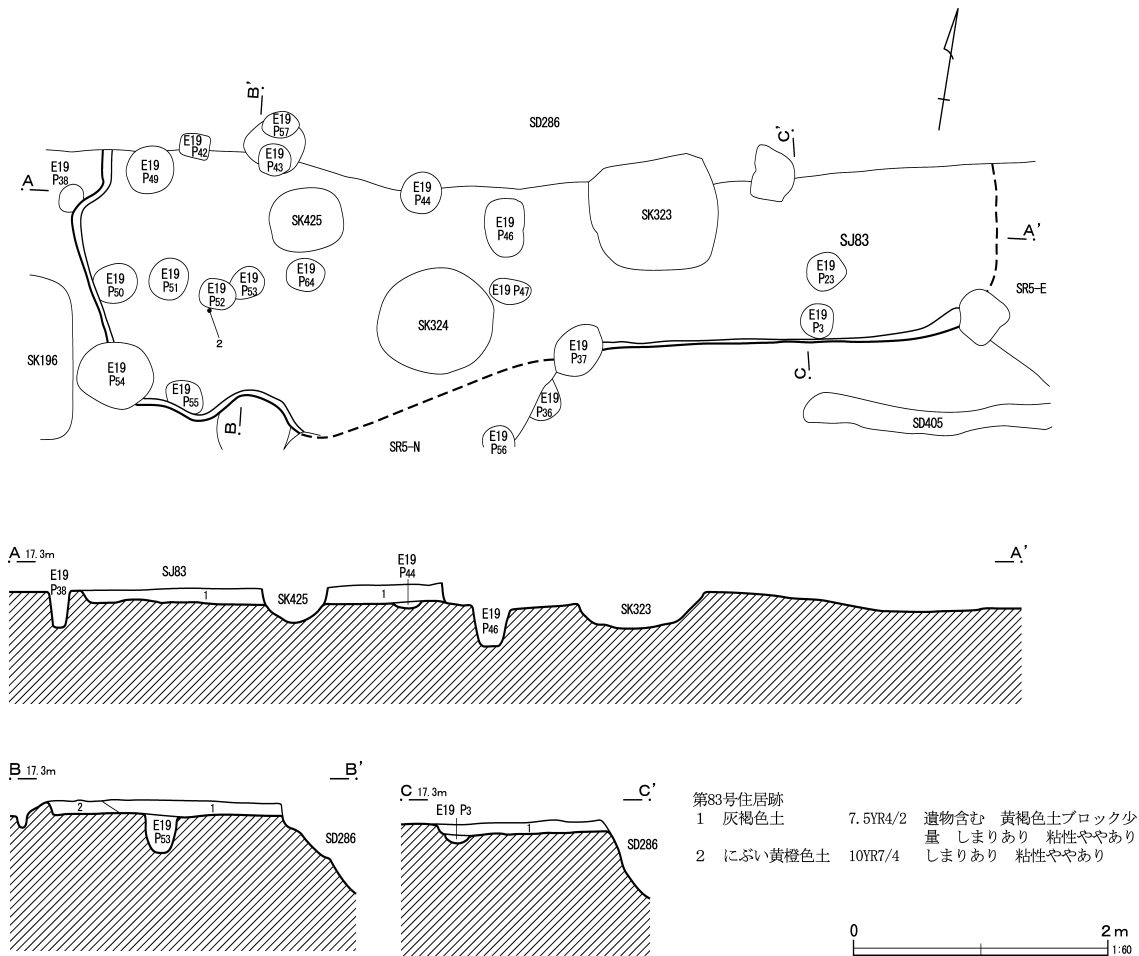 B'
SD286
C'
E19
P57
E19
P42
E19
P43
E19
P38
E19
P49
A
E19
P44
SK425
E19
P46
SK323
SJ83
A'
E19
P50
E19
P51
E19
P52
E19
P53
E19
P64
E19 P47
E19
P23
SR5-E
2
SK324
E19
P3
SK196
E19
P54
E19
P37
E19
P55
C
E19
P36
B
SR5-N
E19
P56
SD405
A 17.3m
A'
E19
P38
SJ83
E19
P44
1
SK425
1
E19
P46
SK323
B 17.3m
B'
2
1
E19
P53
SD286
C 17.3m
C'
E19 P3
1
SD286
第83号住居跡
1 灰褐色土 7.5YR4/2 遺物含む 黄褐色土ブロック少
量 しまりあり 粘性ややあり
2 にぶい黄橙色土 10YR7/4 しまりあり 粘性ややあり
0 2m
1:60